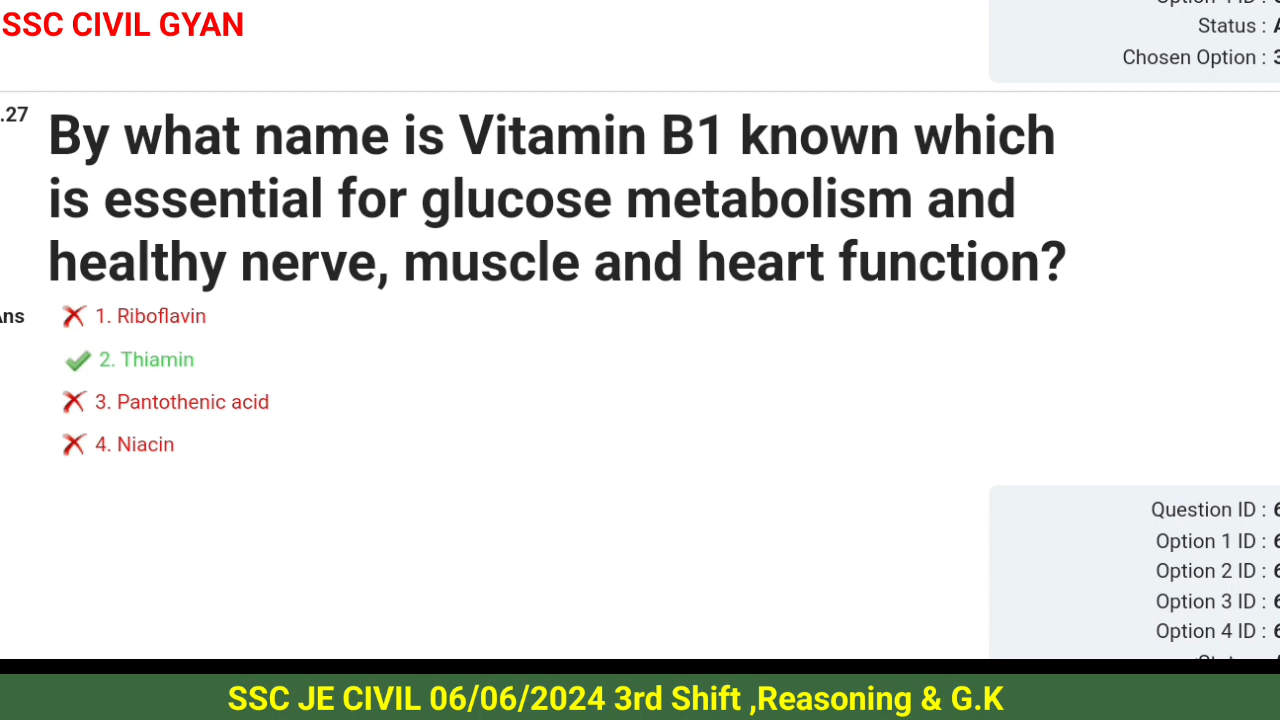 SSC CIVIL GYAN
Status :
Chosen Option :
.27
By what name is Vitamin B1 known which
is essential for glucose metabolism and
healthy nerve, muscle and heart function?
Ans
1. Riboflavin
2. Thiamin
3. Pantothenic acid
4. Niacin
Question ID :
Option 1 ID :
Option 2 ID :
Option 3 ID :
Option 4 ID :
SSC JE CIVIL 06/06/2024 3rd Shift ,Reasoning & G.K